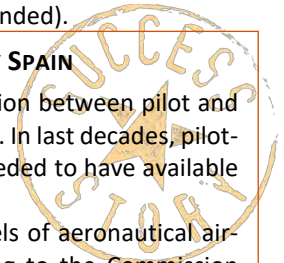 nded).
SPAIN
ion between pilot and
. In last decades, pilot-
eded to have available
els of aeronautical air-
ng to the Commission
SUCCESS
STORY